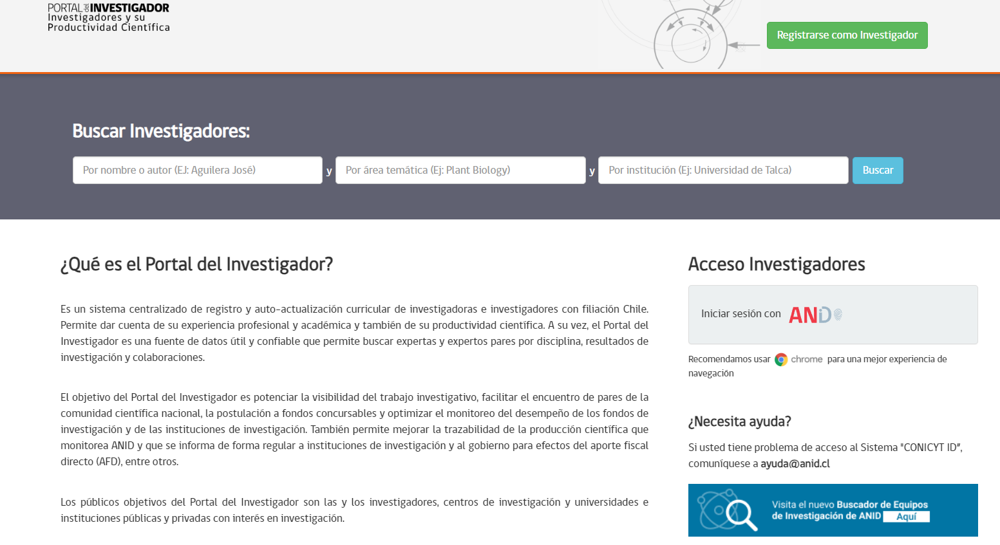 PORTAL del INVESTIGADOR
Investigadores y su
Productividad Científica
Registrarse como Investigador
Buscar Investigadores:
Por nombre o autor (EJ: Aguilera José) y Por área temática (Ej: Plant Biology) y Por institución (Ej: Universidad de Talca) Buscar
¿Qué es el Portal del Investigador?
Es un sistema centralizado de registro y auto-actualización curricular de investigadoras e investigadores con filiación Chile.
Permite dar cuenta de su experiencia profesional y académica y también de su productividad científica. A su vez, el Portal del
Investigador es una fuente de datos útil y confiable que permite buscar expertas y expertos pares por disciplina, resultados de
investigación y colaboraciones.
El objetivo del Portal del Investigador es potenciar la visibilidad del trabajo investigativo, facilitar el encuentro de pares de la
comunidad científica nacional, la postulación a fondos concursables y optimizar el monitoreo del desempeño de los fondos de
investigación y de las instituciones de investigación. También permite mejorar la trazabilidad de la producción científica que
monitorea ANID y que se informa de forma regular a instituciones de investigación y al gobierno para efectos del aporte fiscal
directo (AFD), entre otros.
Los públicos objetivos del Portal del Investigador son las y los investigadores, centros de investigación y universidades e
instituciones públicas y privadas con interés en investigación.
Acceso Investigadores
Iniciar sesión con ANID
Recomendamos usar chrome para una mejor experiencia de
navegación
¿Necesita ayuda?
Si usted tiene problema de acceso al Sistema "CONICYT ID",
comuníquese a ayuda@anid.cl
Visita el nuevo Buscador de Equipos
de Investigación de ANID Aquí